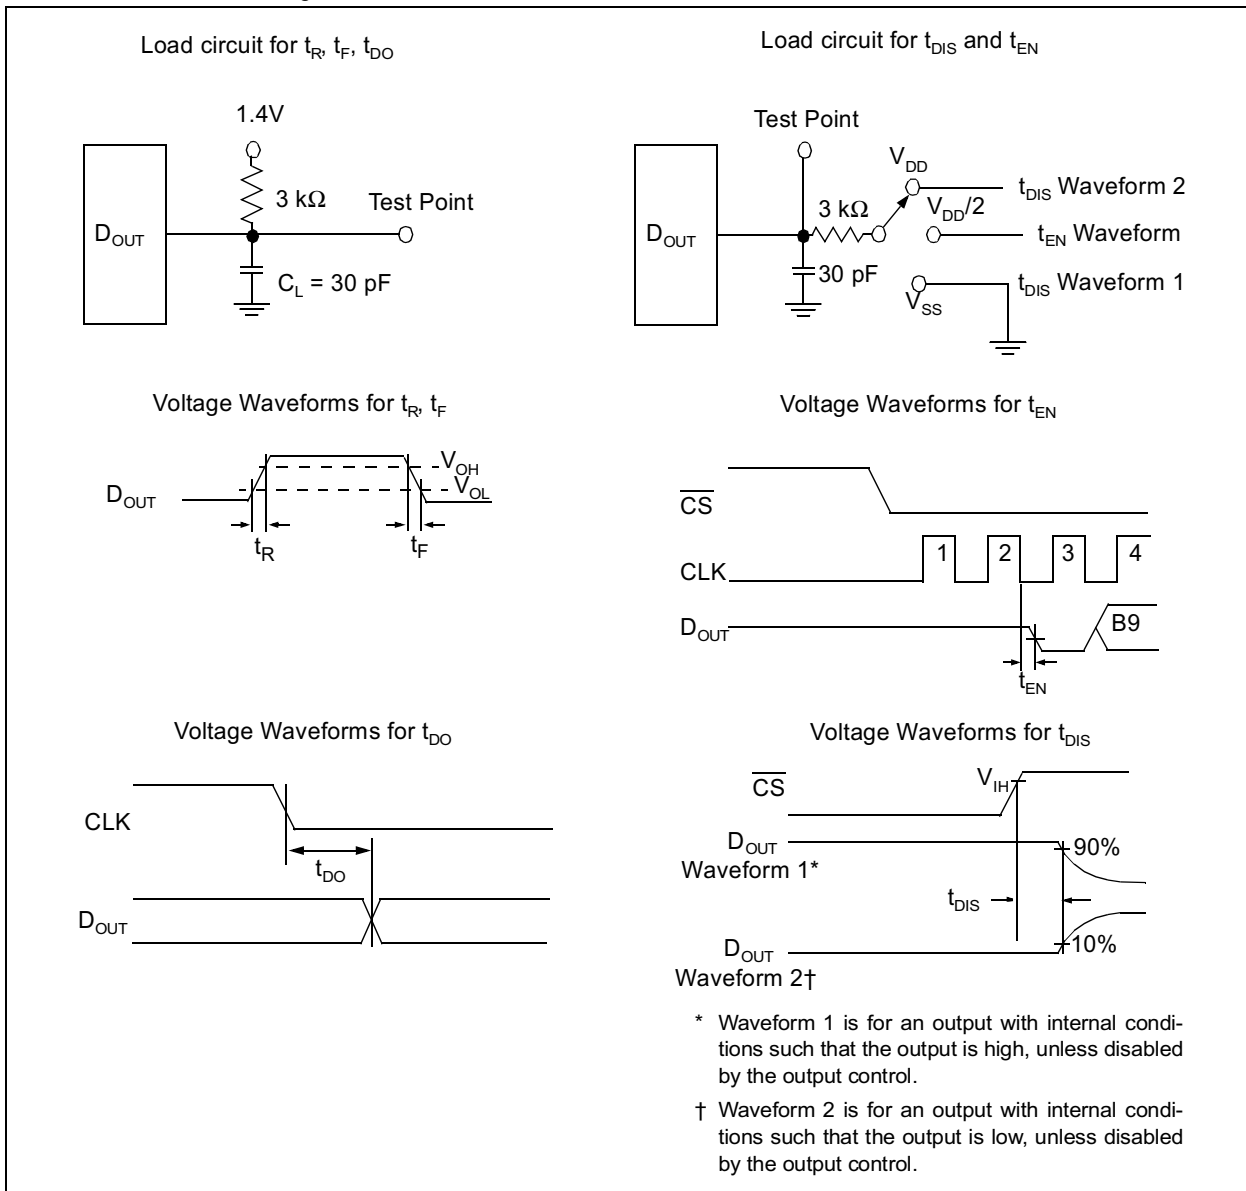 Load circuit for tR, tF, tDO
1.4V
DOUT
3 kΩ
Test Point
CL = 30 pF
Load circuit for tDIS and tEN
Test Point
VDD
tDIS Waveform 2
3 kΩ
VDD/2
DOUT
tEN Waveform
30 pF
tDIS Waveform 1
VSS
Voltage Waveforms for tR, tF
VOH
VOL
DOUT
tR
tF
Voltage Waveforms for tEN
CS
1 2 3 4
CLK
DOUT
B9
tEN
Voltage Waveforms for tDO
CLK
tDO
DOUT
Voltage Waveforms for tDIS
CS
VIH
DOUT
Waveform 1*
90%
tDIS
DOUT
Waveform 2†
10%
* Waveform 1 is for an output with internal condi-
tions such that the output is high, unless disabled
by the output control.
† Waveform 2 is for an output with internal condi-
tions such that the output is low, unless disabled
by the output control.